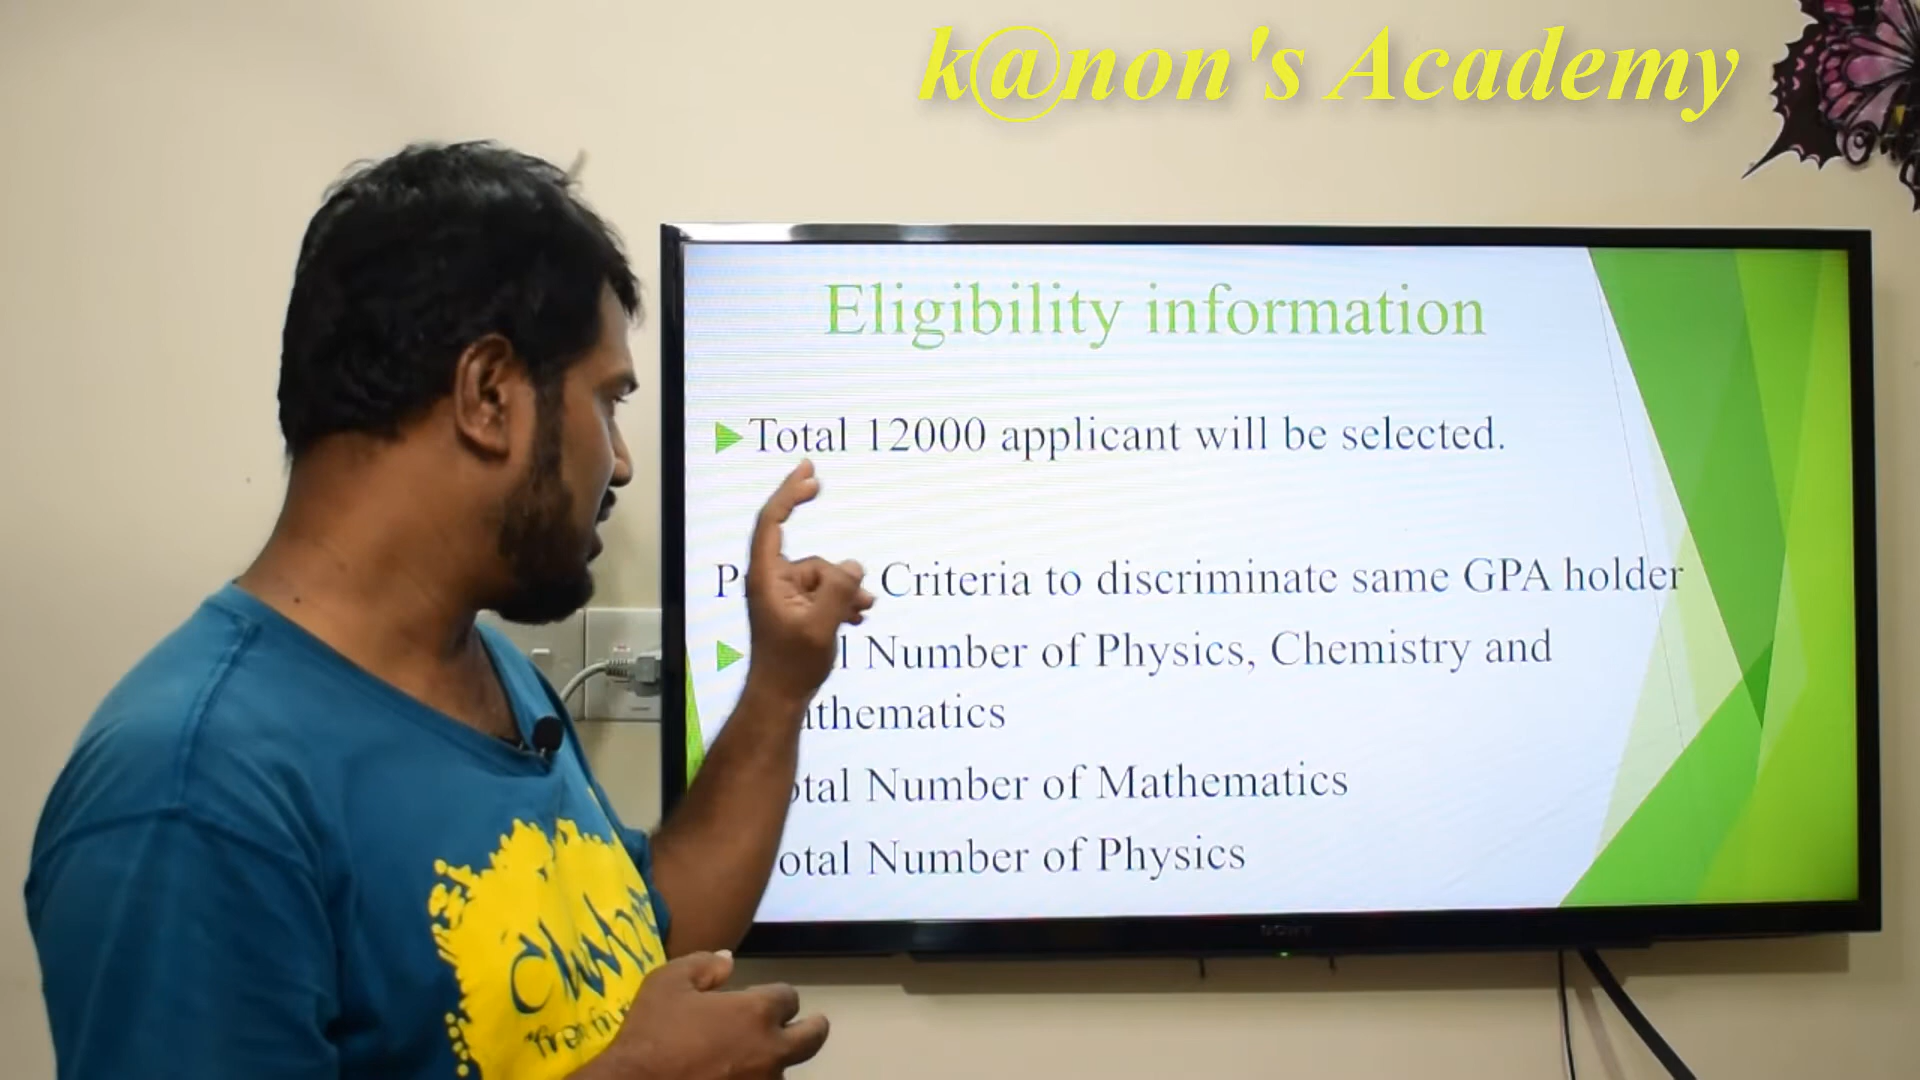 k@non's Academy
Eligibility information
Total 12000 applicant will be selected.
Criteria to discriminate same GPA holder
Number of Physics, Chemistry and
thematics
tal Number of Mathematics
otal Number of Physics
SONY